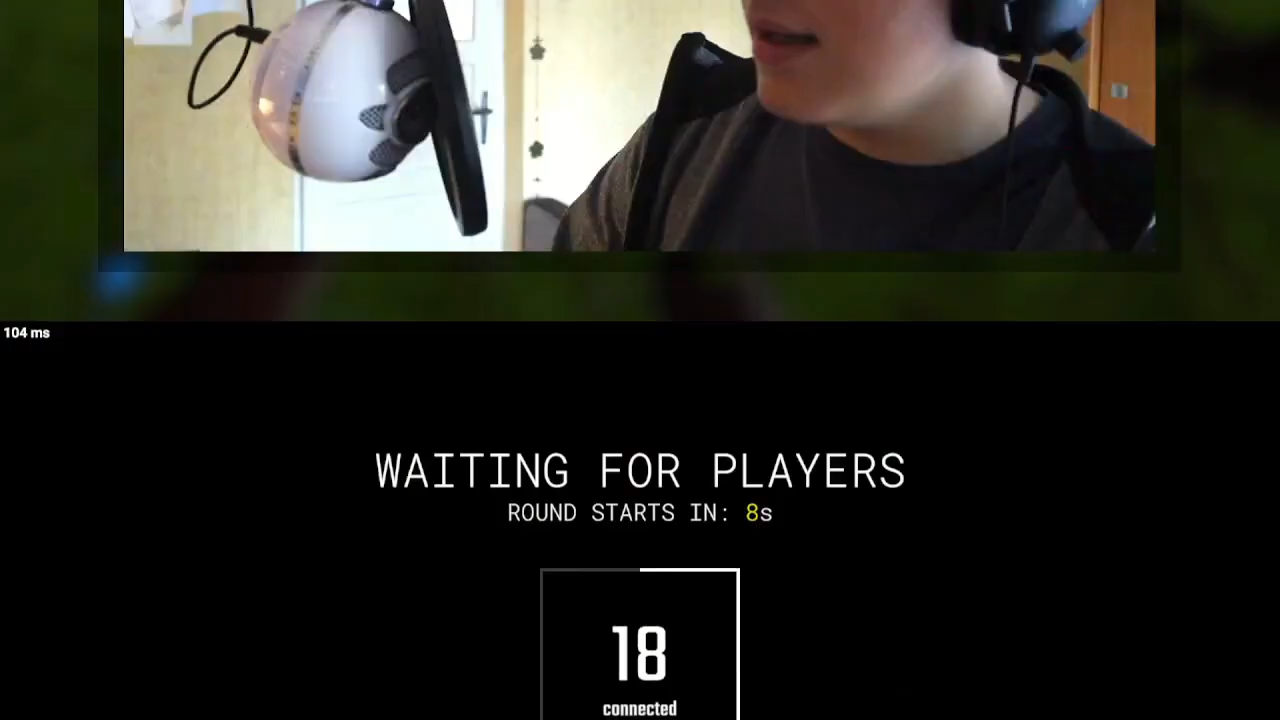 104 ms
WAITING FOR PLAYERS
ROUND STARTS IN: 8s
18
connected